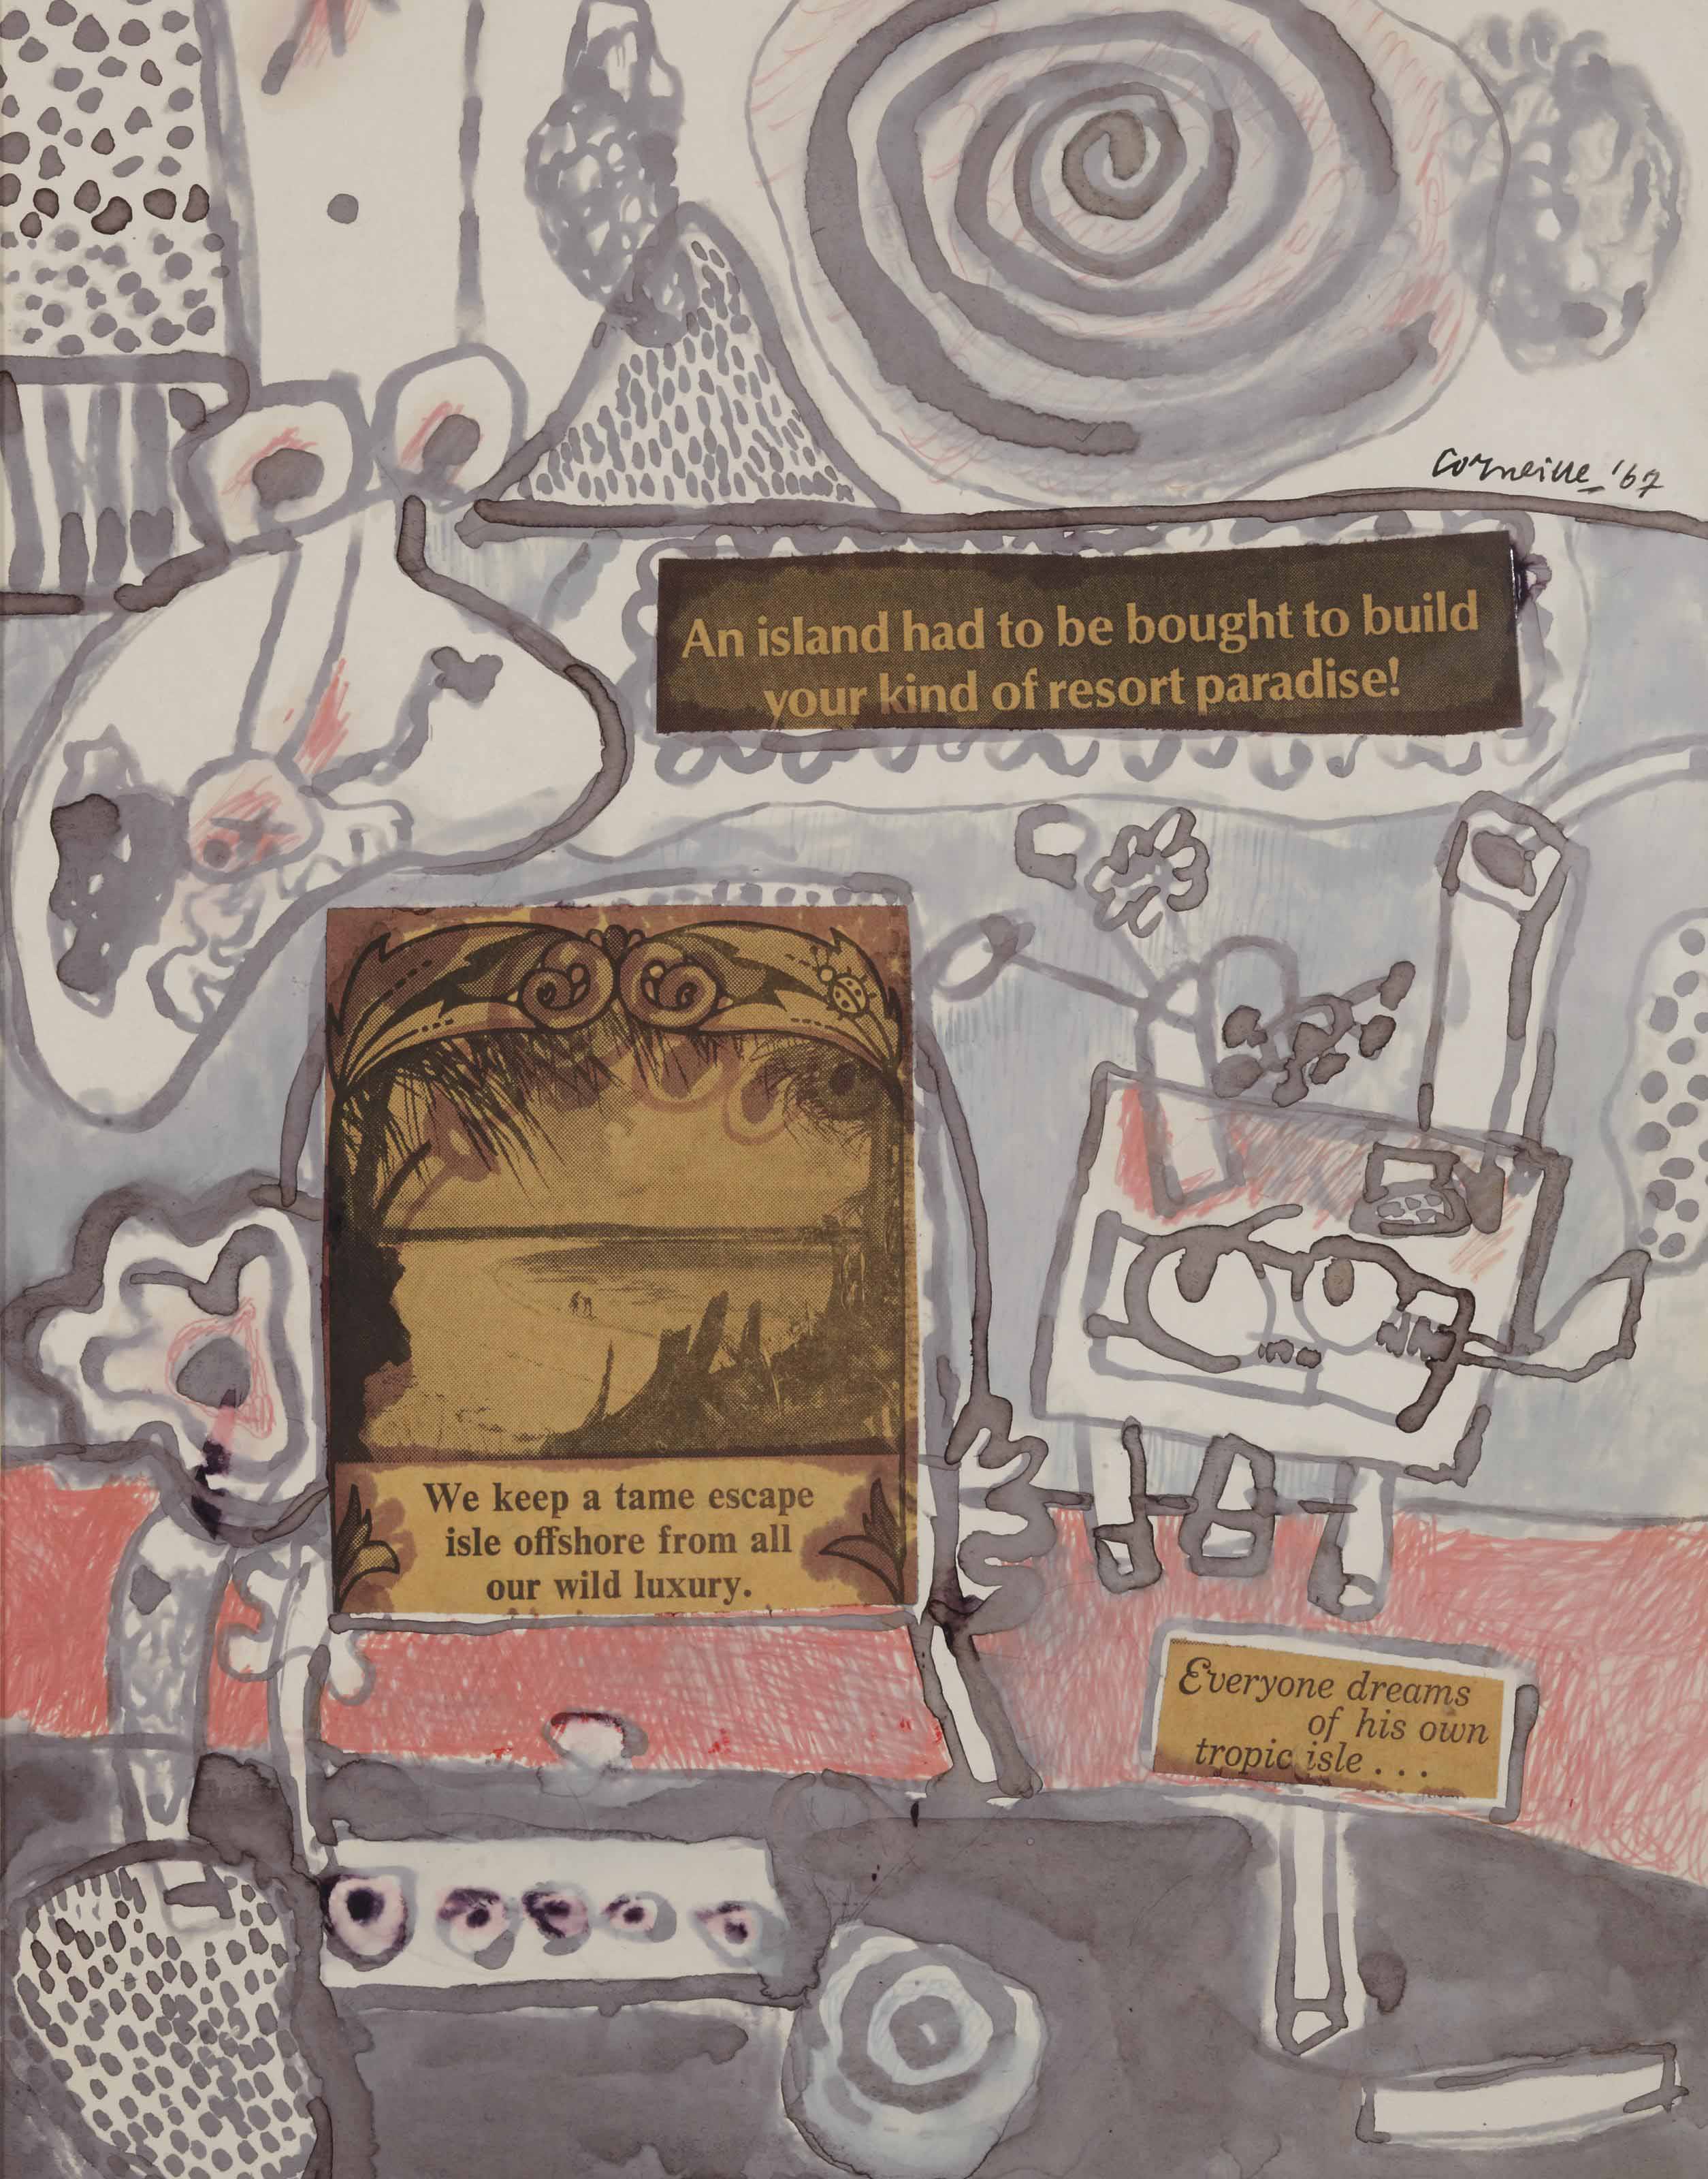 Corneille '67
An island had to be bought to build
your kind of resort paradise!
We keep a tame escape
isle offshore from all
our wild luxury.
Everyone dreams
of his own
tropic isle . . .